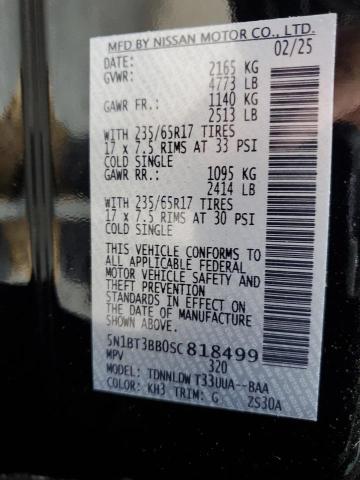 MFD BY NISSAN MOTOR CO., LTD.
DATE: 02/25
GVWR: 2165 KG
4773 LB
GAWR FR.: 1140 KG
2513 LB
WITH 235/65R17 TIRES
17 x 7.5 RIMS AT 33 PSI
COLD SINGLE
GAWR RR.: 1095 KG
2414 LB
WITH 235/65R17 TIRES
17 x 7.5 RIMS AT 30 PSI
COLD SINGLE
THIS VEHICLE CONFORMS TO
ALL APPLICABLE FEDERAL
MOTOR VEHICLE SAFETY AND
THEFT PREVENTION
STANDARDS IN EFFECT ON
THE DATE OF MANUFACTURE
SHOWN ABOVE.
5N1BT3BB0SC818499
MPV 320
MODEL: TDNNLDW T33UUA--BAA
COLOR: KH3 TRIM: G ZS30A